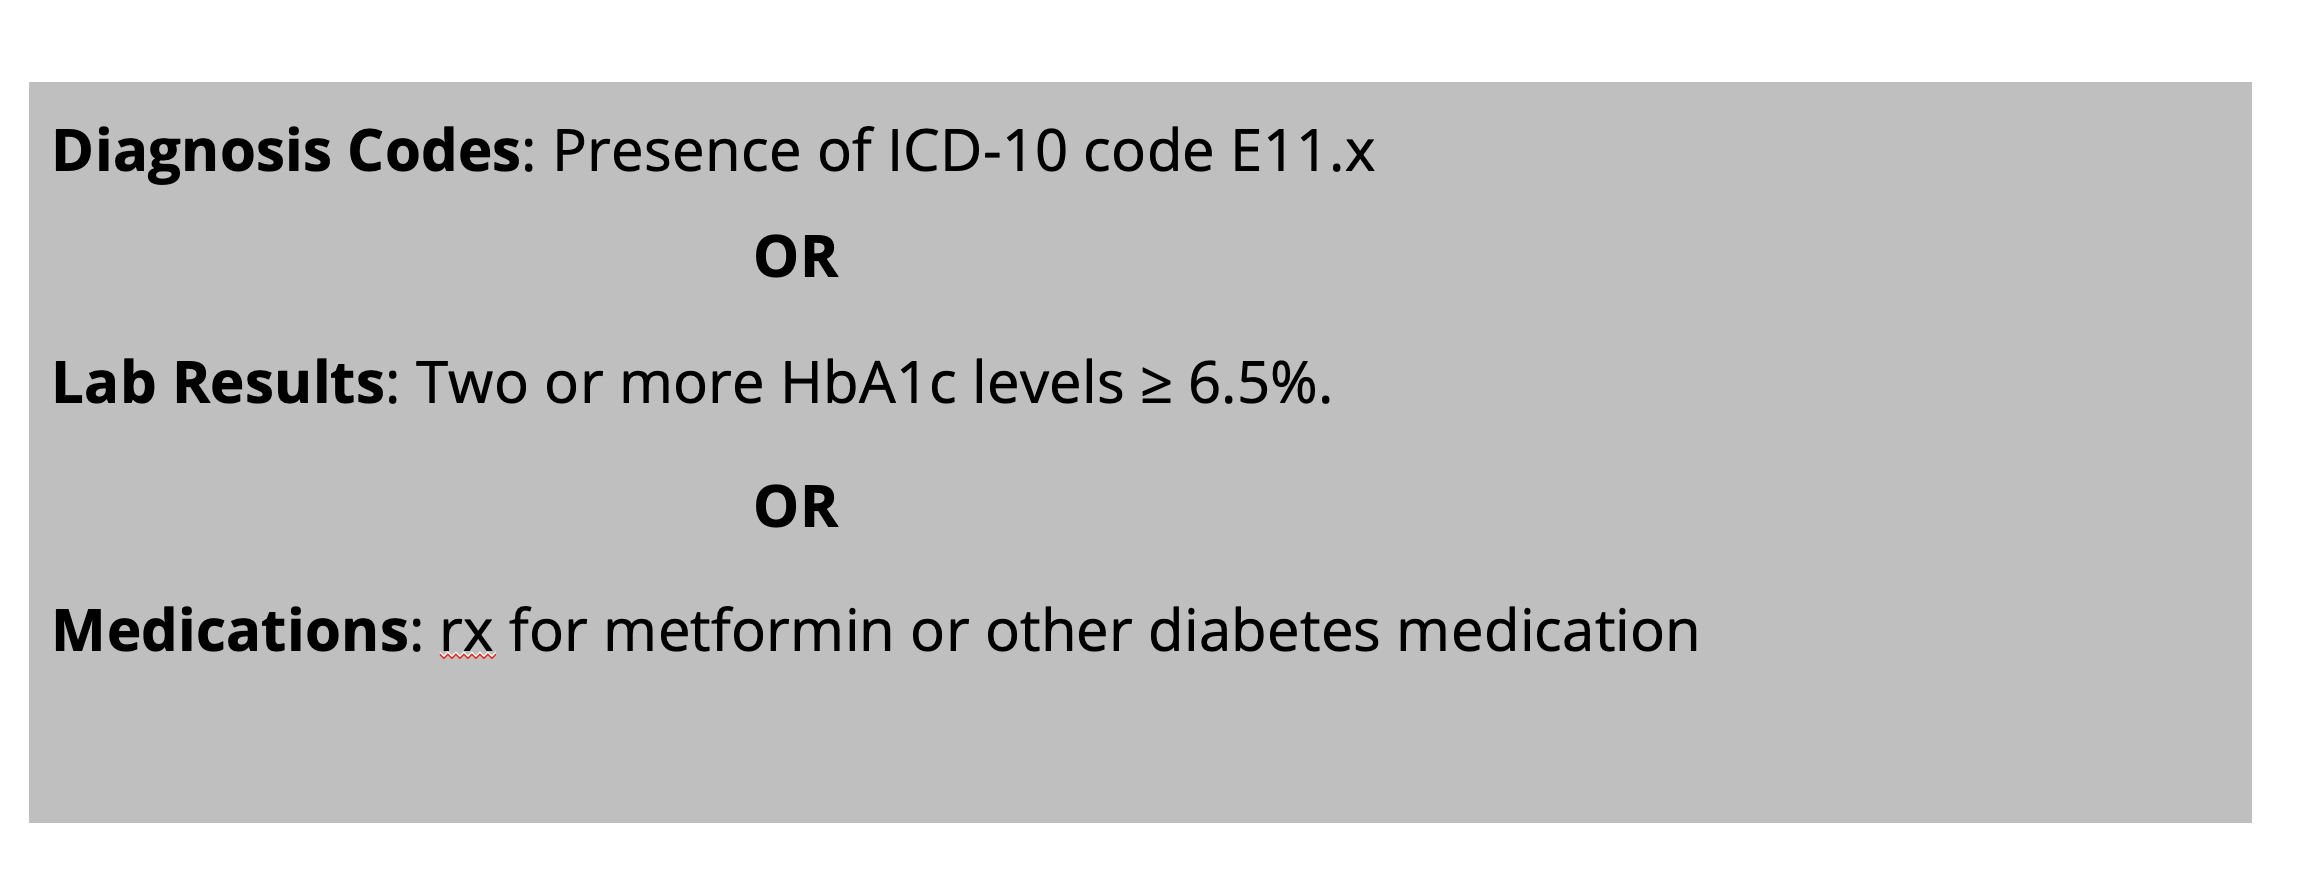 Diagnosis Codes: Presence of ICD-10 code E11.x
OR
Lab Results: Two or more HbA1c levels ≥ 6.5%.
OR
Medications: rx for metformin or other diabetes medication